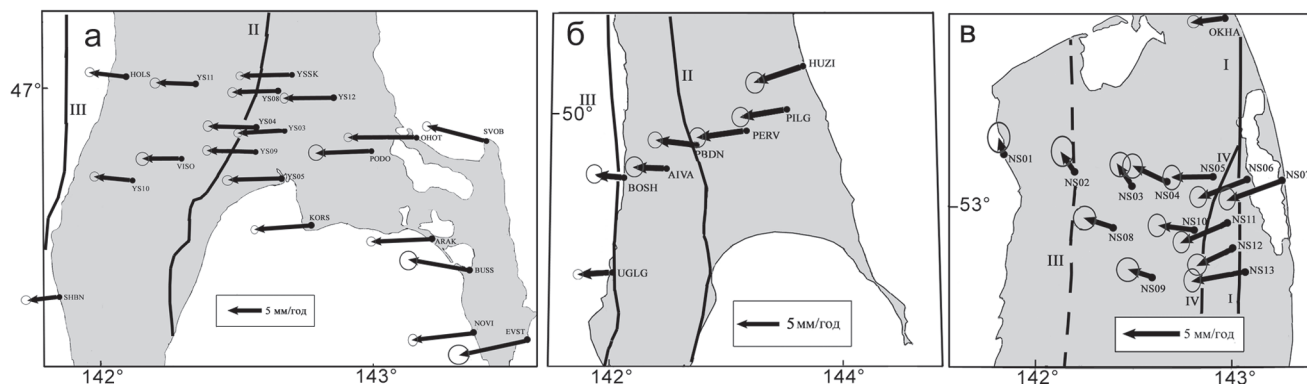 а
II
HOLS
YS11
YSSK
47°
III
YS08
YS12
YS04
YS03
OHOT
SVOB
VISO
YS09
PODO
YS10
YS05
KORS
ARAK
BUSS
SHBN
5 мм/год
NOVI
EVST
142°
143°
б
HUZI
II
III
50°
PILG
PERV
PBDN
AIVA
BOSH
UGLG
5 мм/год
142°
144°
в
OKHA
I
NS01
IV
NS02
NS05
NS06
NS07
NS03
NS04
53°
NS10
NS11
NS08
NS12
III
NS09
NS13
IV
I
5 мм/год
142°
143°